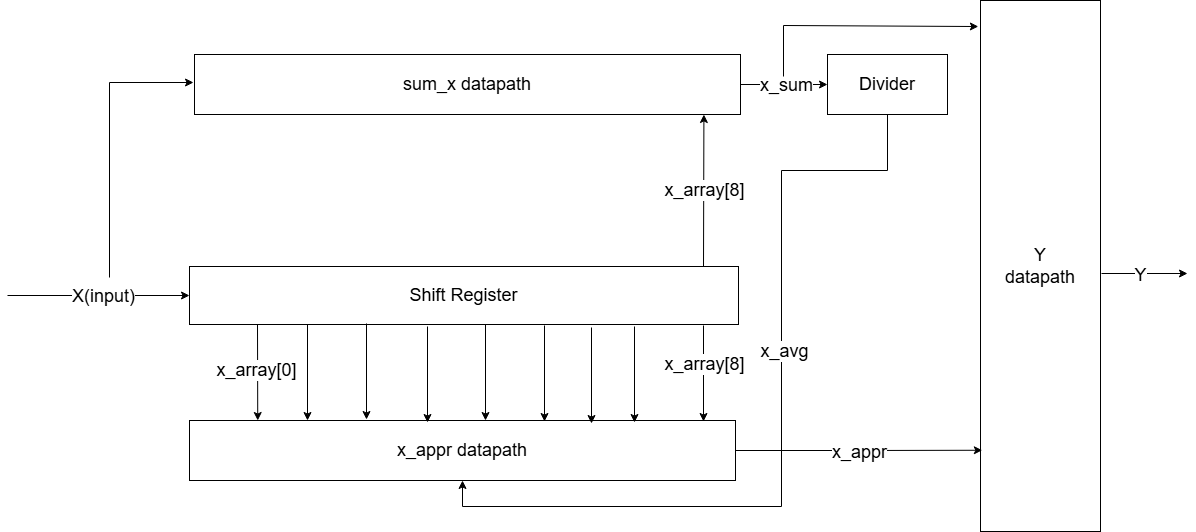 sum_x datapath
x_sum
Divider
x_array[8]
X(input)
Shift Register
Y
datapath
Y
x_array[0]
x_array[8]
x_avg
x_appr datapath
x_appr